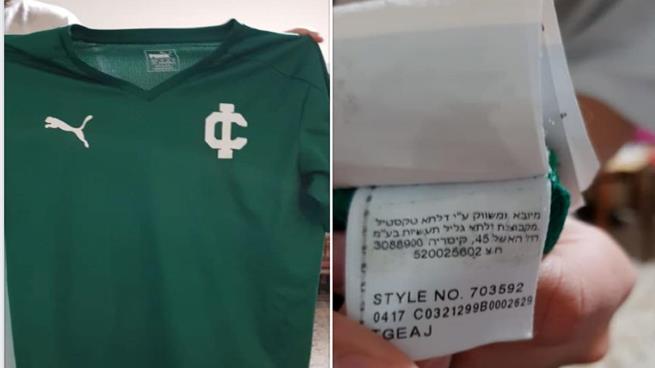 PUMA
מיובא ומשווק ע"י דלתא טקסטיל
מקבוצת דלתא גליל תעשיות בע"מ
רח' האשל 45, קיסריה 3088900
ח.צ 520025602
STYLE NO. 703592
0417 C0321299B0002629
TGEAJ